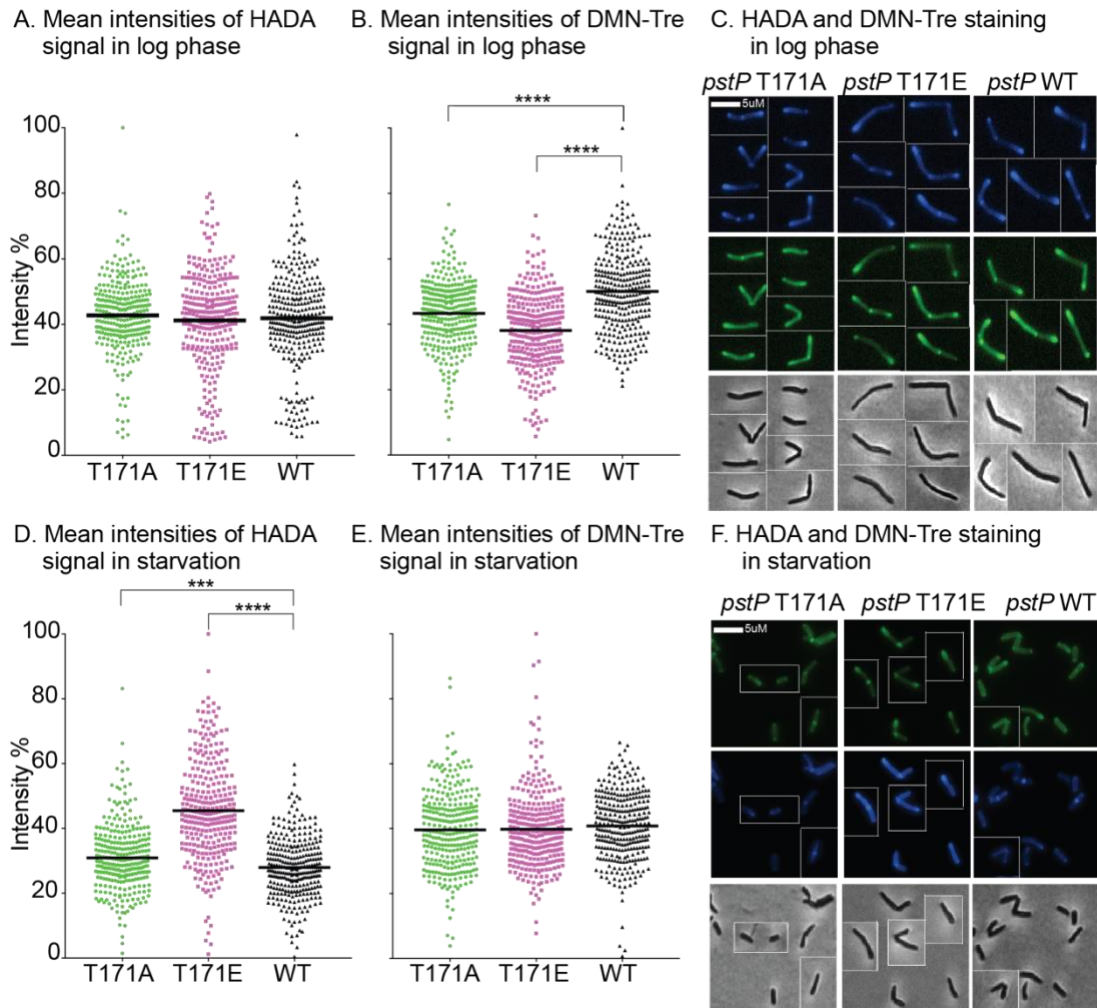 A. Mean intensities of HADA
signal in log phase
B. Mean intensities of DMN-Tre
signal in log phase
C. HADA and DMN-Tre staining
in log phase
Intensity %
100
80
60
40
20
0
T171A
T171E
WT
****
****
T171A
T171E
WT
pstP T171A
pstP T171E
pstP WT
5uM
D. Mean intensities of HADA
signal in starvation
E. Mean intensities of DMN-Tre
signal in starvation
F. HADA and DMN-Tre staining
in starvation
***
****
Intensity %
100
80
60
40
20
0
T171A
T171E
WT
T171A
T171E
WT
pstP T171A
pstP T171E
pstP WT
5uM